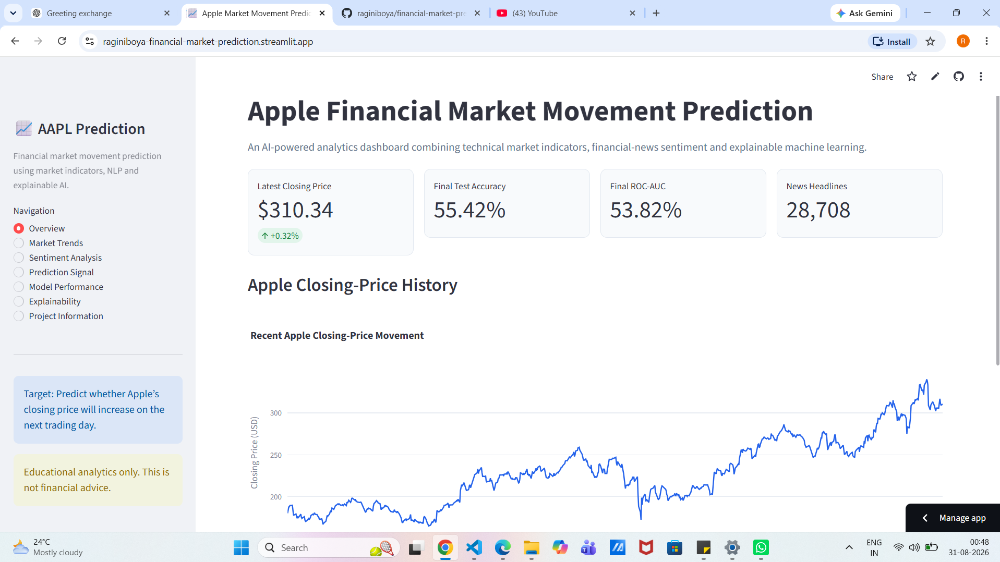 Greeting exchange
Apple Market Movement Predic
raginiboya/financial-market-pre
(43) YouTube
Ask Gemini
raginiboya-financial-market-prediction.streamlit.app
Install
R
Share
AAPL Prediction
Financial market movement prediction
using market indicators, NLP and
explainable AI.
Navigation
Overview
Market Trends
Sentiment Analysis
Prediction Signal
Model Performance
Explainability
Project Information
Target: Predict whether Apple’s
closing price will increase on the
next trading day.
Educational analytics only. This is
not financial advice.
Apple Financial Market Movement Prediction
An AI-powered analytics dashboard combining technical market indicators, financial-news sentiment and explainable machine learning.
Latest Closing Price
$310.34
↑ +0.32%
Final Test Accuracy
55.42%
Final ROC-AUC
53.82%
News Headlines
28,708
Apple Closing-Price History
Recent Apple Closing-Price Movement
Closing Price (USD)
300
250
200
Manage app
24°C
Mostly cloudy
Search
ENG
IN
00:48
31-08-2026